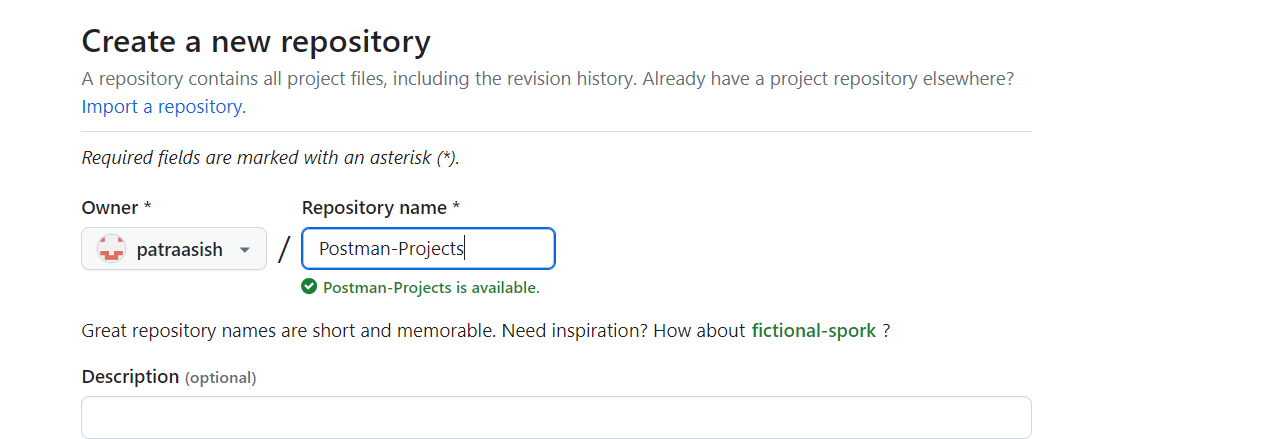 Create a new repository
A repository contains all project files, including the revision history. Already have a project repository elsewhere?
Import a repository.
Required fields are marked with an asterisk (*).
Owner * Repository name *
patraasish / Postman-Projects
Postman-Projects is available.
Great repository names are short and memorable. Need inspiration? How about fictional-spork ?
Description (optional)